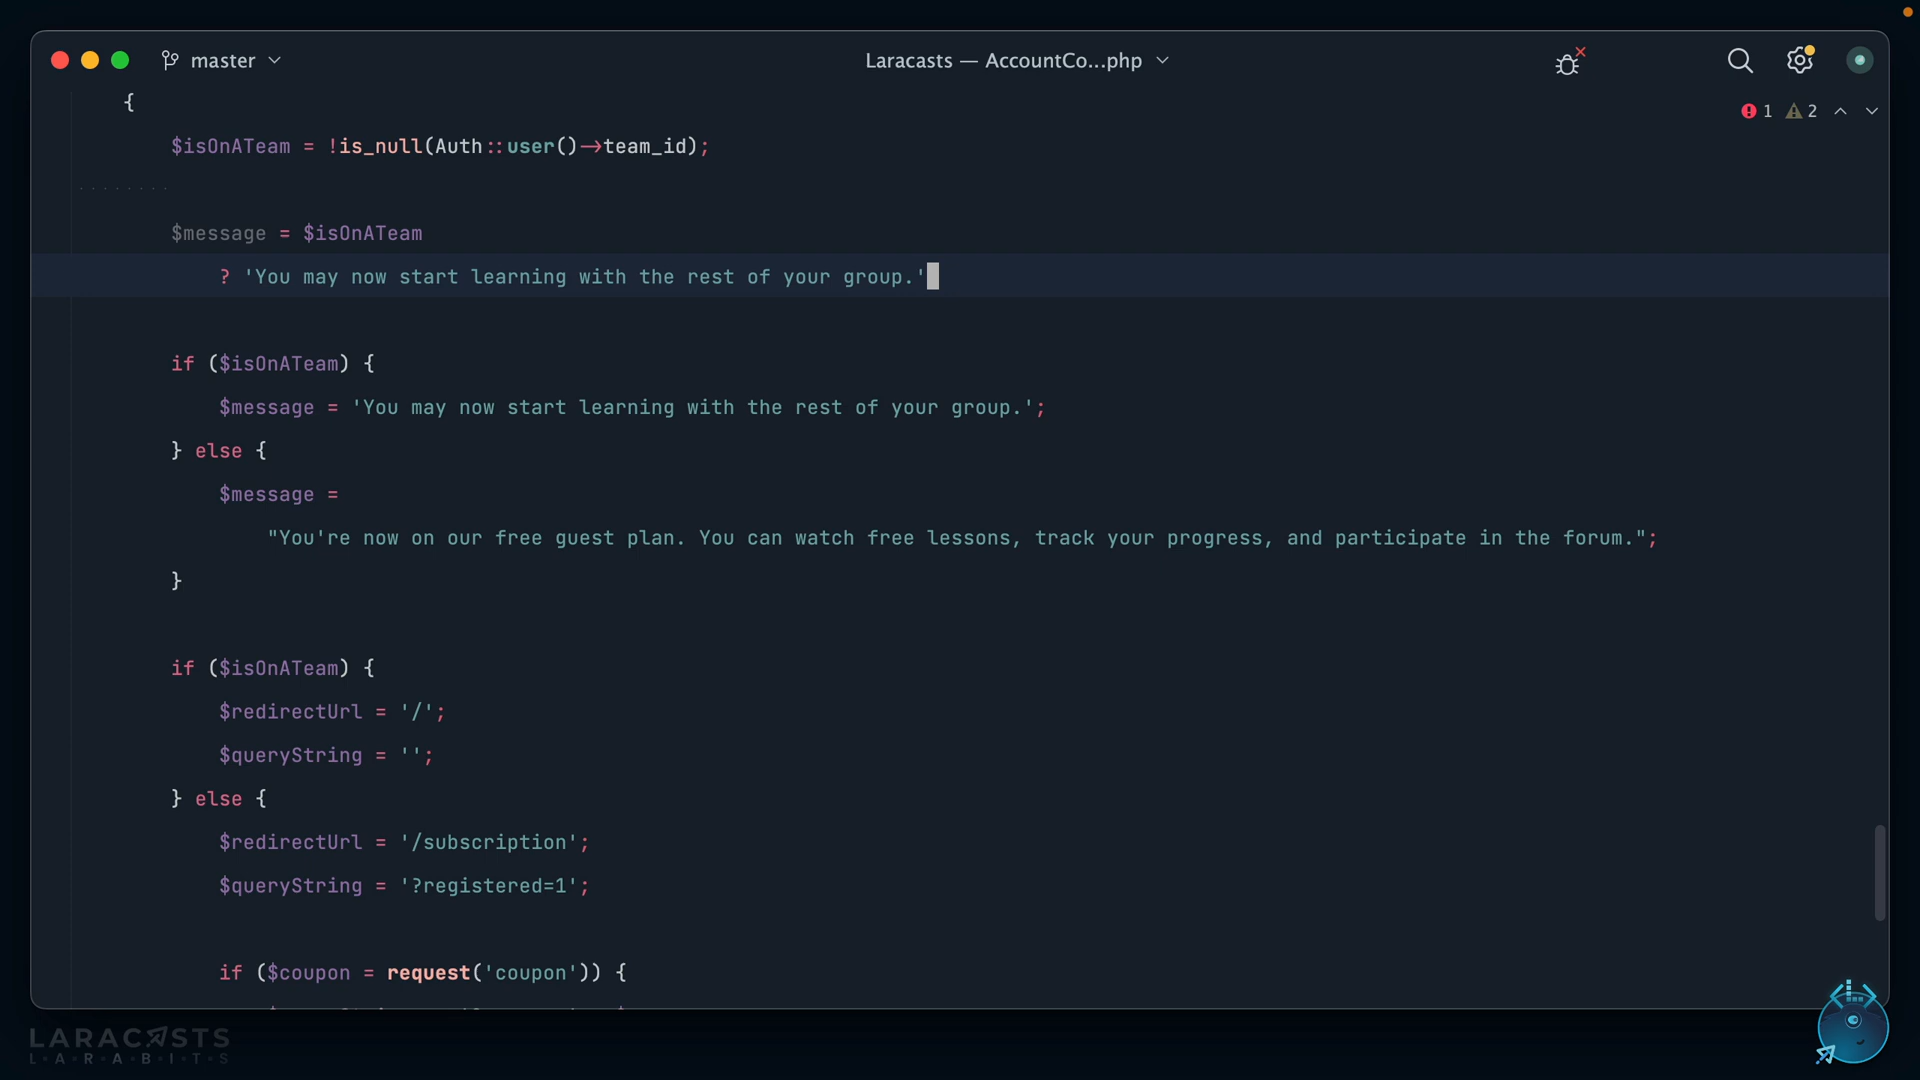 master
Laracasts — AccountCo...php
1 2
{
$isOnATeam = !is_null(Auth::user()->team_id);
$message = $isOnATeam
? 'You may now start learning with the rest of your group.'
if ($isOnATeam) {
$message = 'You may now start learning with the rest of your group.';
} else {
$message =
"You're now on our free guest plan. You can watch free lessons, track your progress, and participate in the forum.";
}
if ($isOnATeam) {
$redirectUrl = '/';
$queryString = '';
} else {
$redirectUrl = '/subscription';
$queryString = '?registered=1';
if ($coupon = request('coupon')) {
LARACASTS
L·A·R·A·B·I·T·S